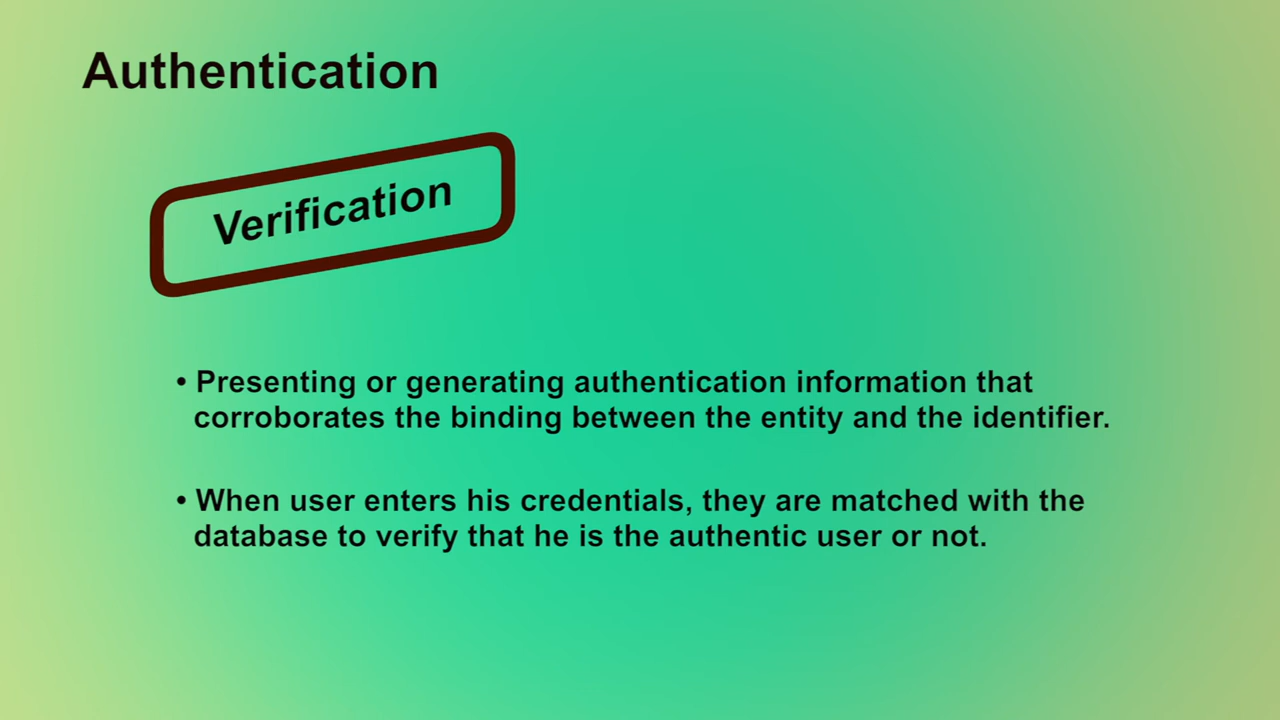 Authentication
Verification
• Presenting or generating authentication information that
corroborates the binding between the entity and the identifier.
• When user enters his credentials, they are matched with the
database to verify that he is the authentic user or not.